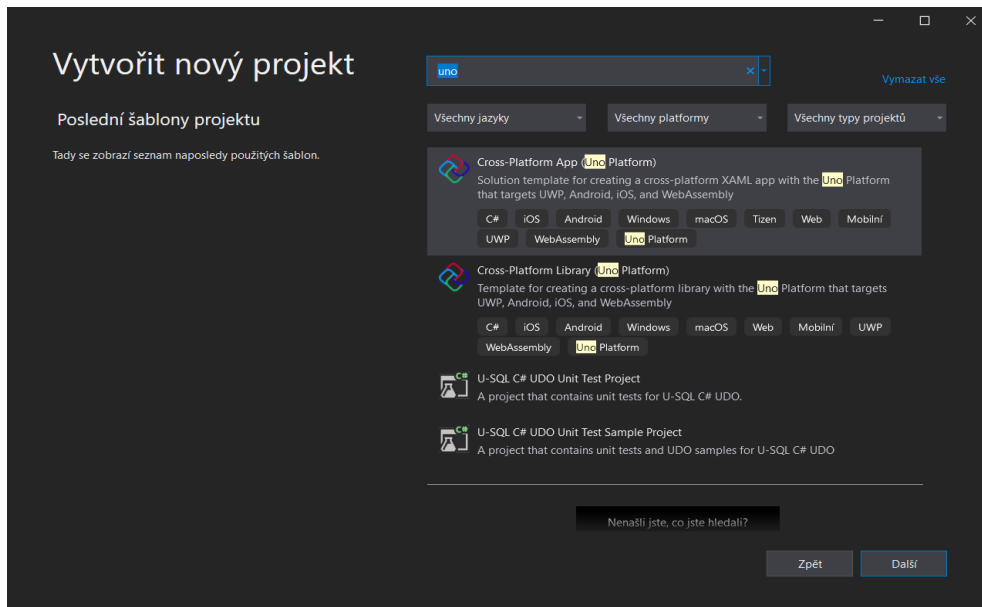 Vytvořit nový projekt
Poslední šablony projektu
Tady se zobrazí seznam naposledy použitých šablon.
uno
Vymazat vše
Všechny jazyky
Všechny platformy
Všechny typy projektů
Cross-Platform App (Uno Platform)
Solution template for creating a cross-platform XAML app with the Uno Platform
that targets UWP, Android, iOS, and WebAssembly
C# iOS Android Windows macOS Tizen Web Mobilní
UWP WebAssembly Uno Platform
Cross-Platform Library (Uno Platform)
Template for creating a cross-platform library with the Uno Platform that targets
UWP, Android, iOS, and WebAssembly
C# iOS Android Windows macOS Web Mobilní UWP
WebAssembly Uno Platform
C#
U-SQL C# UDO Unit Test Project
A project that contains unit tests for U-SQL C# UDO.
C#
U-SQL C# UDO Unit Test Sample Project
A project that contains unit tests and UDO samples for U-SQL C# UDO
Nenašli jste, co jste hledali?
Zpět
Další